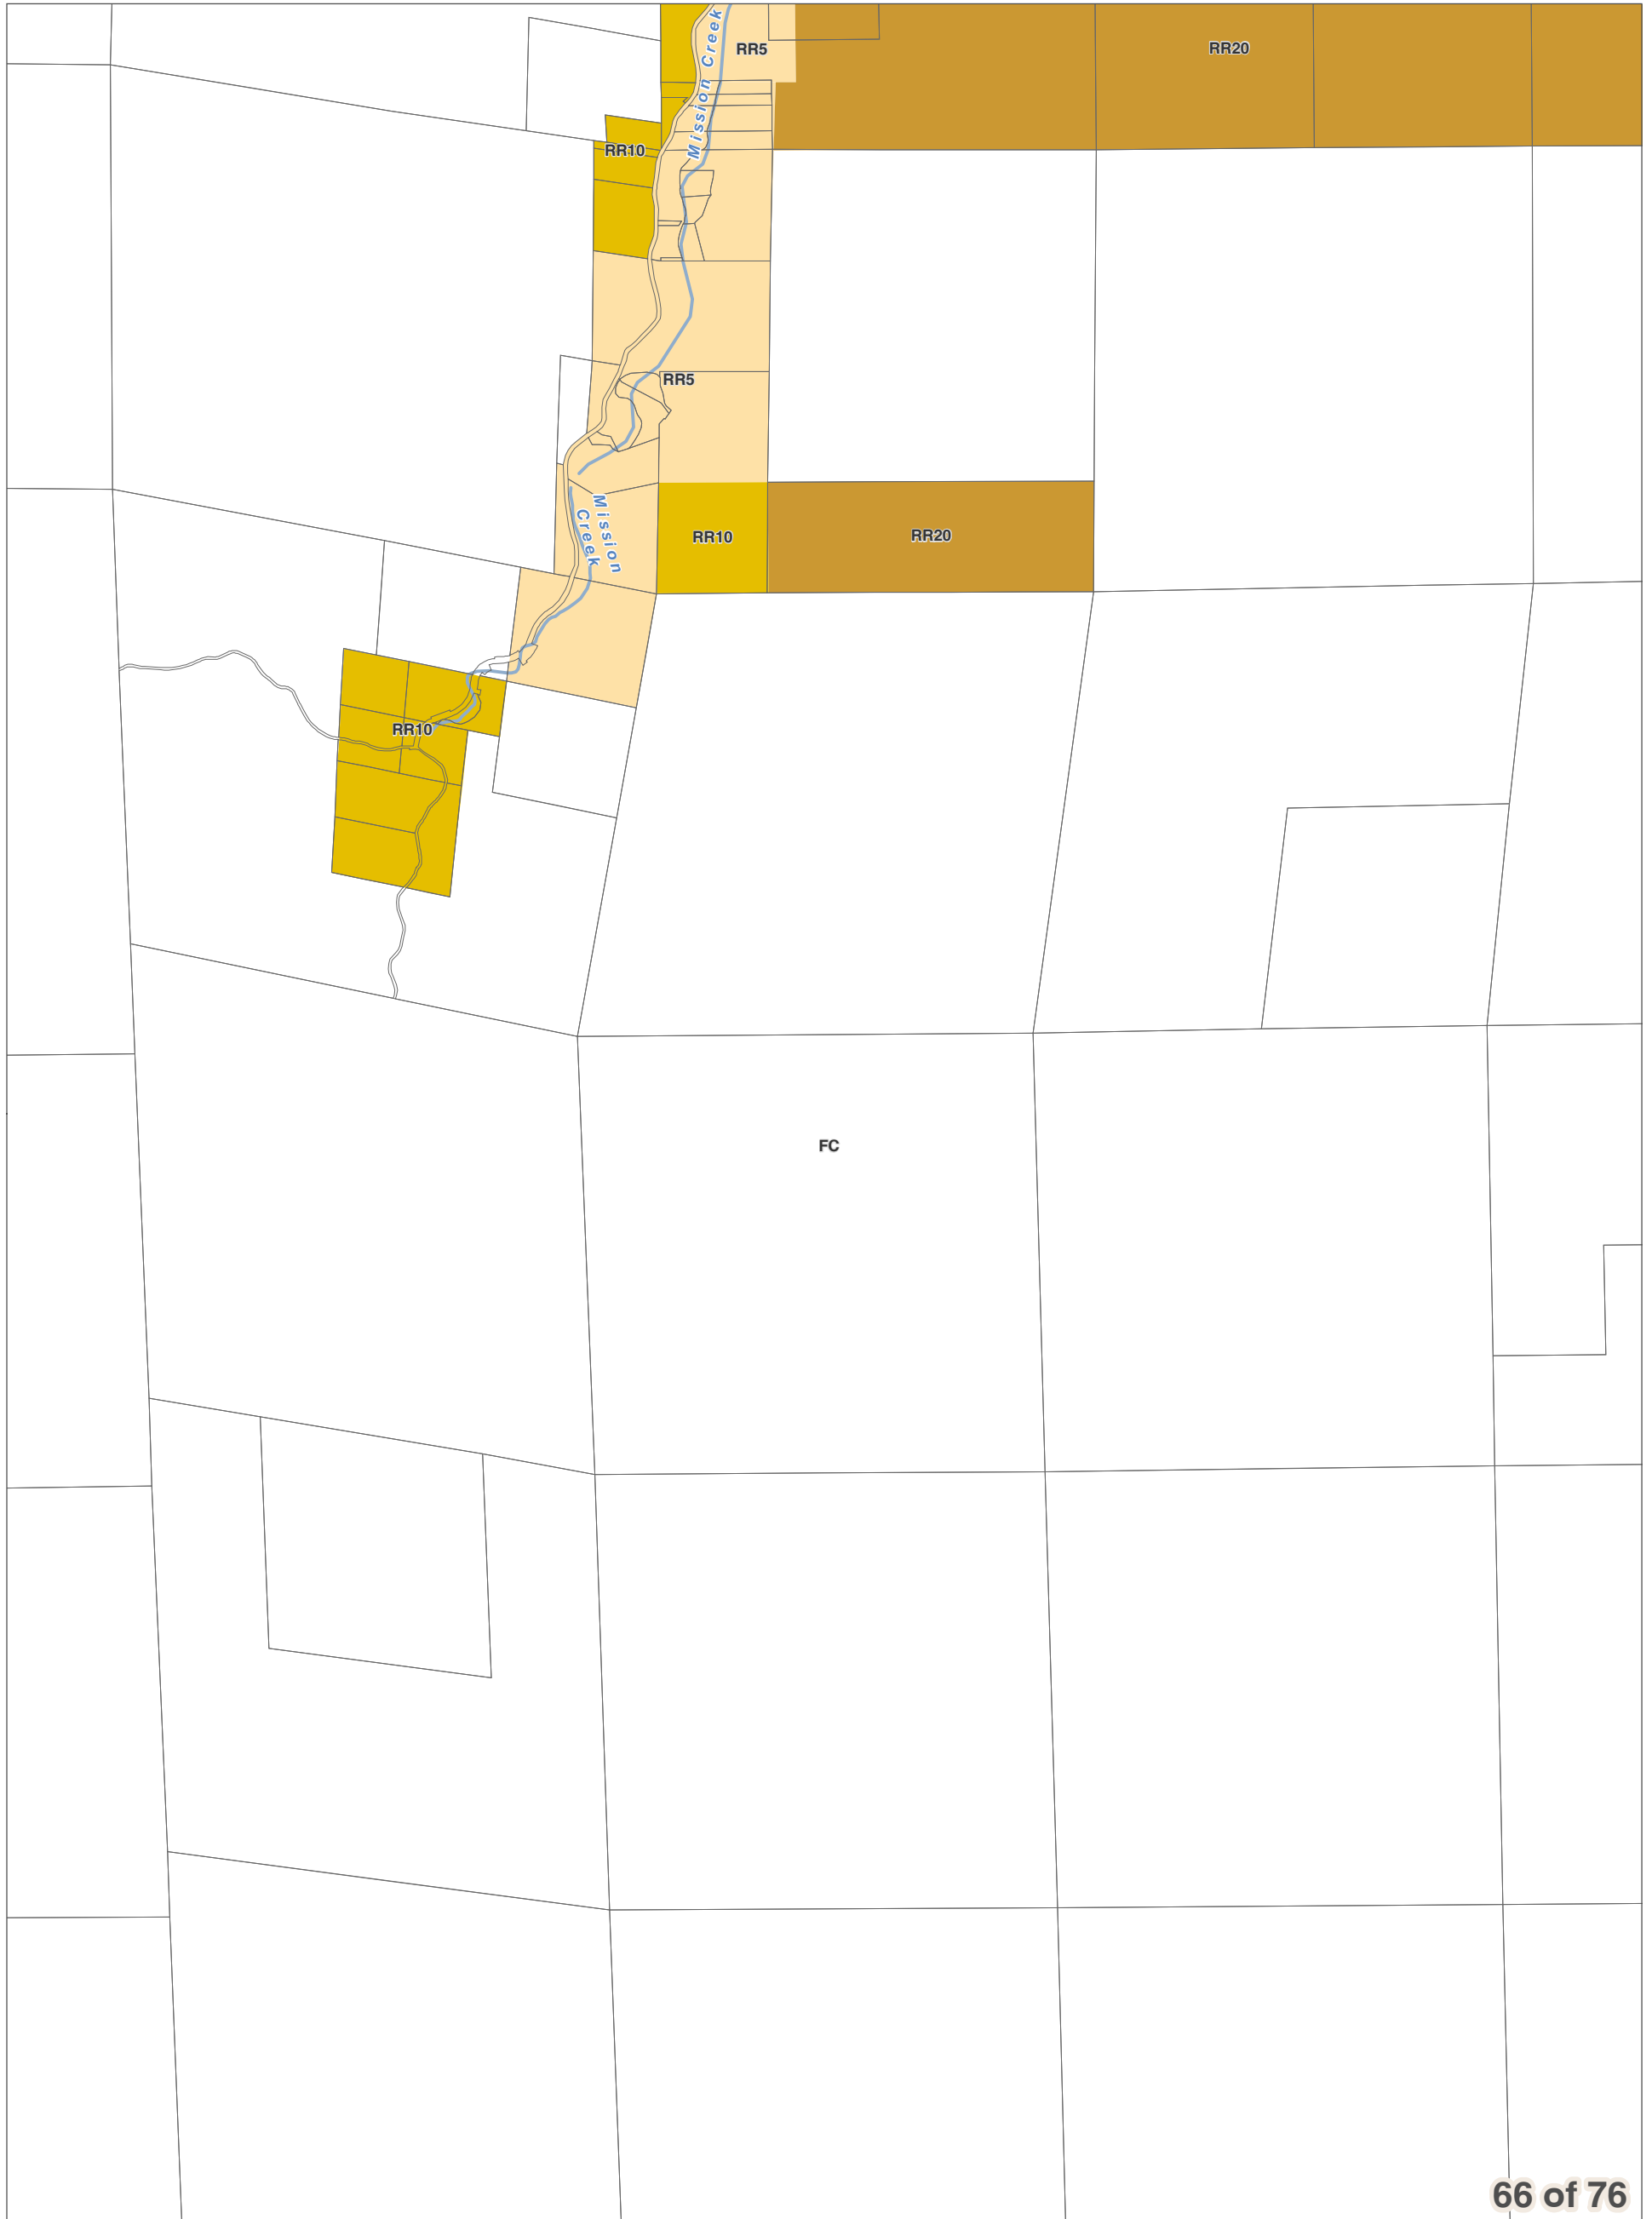 RR5
RR20
Mission Creek
RR10
RR5
Mission
Creek
RR10
RR20
RR10
FC
66 of 76